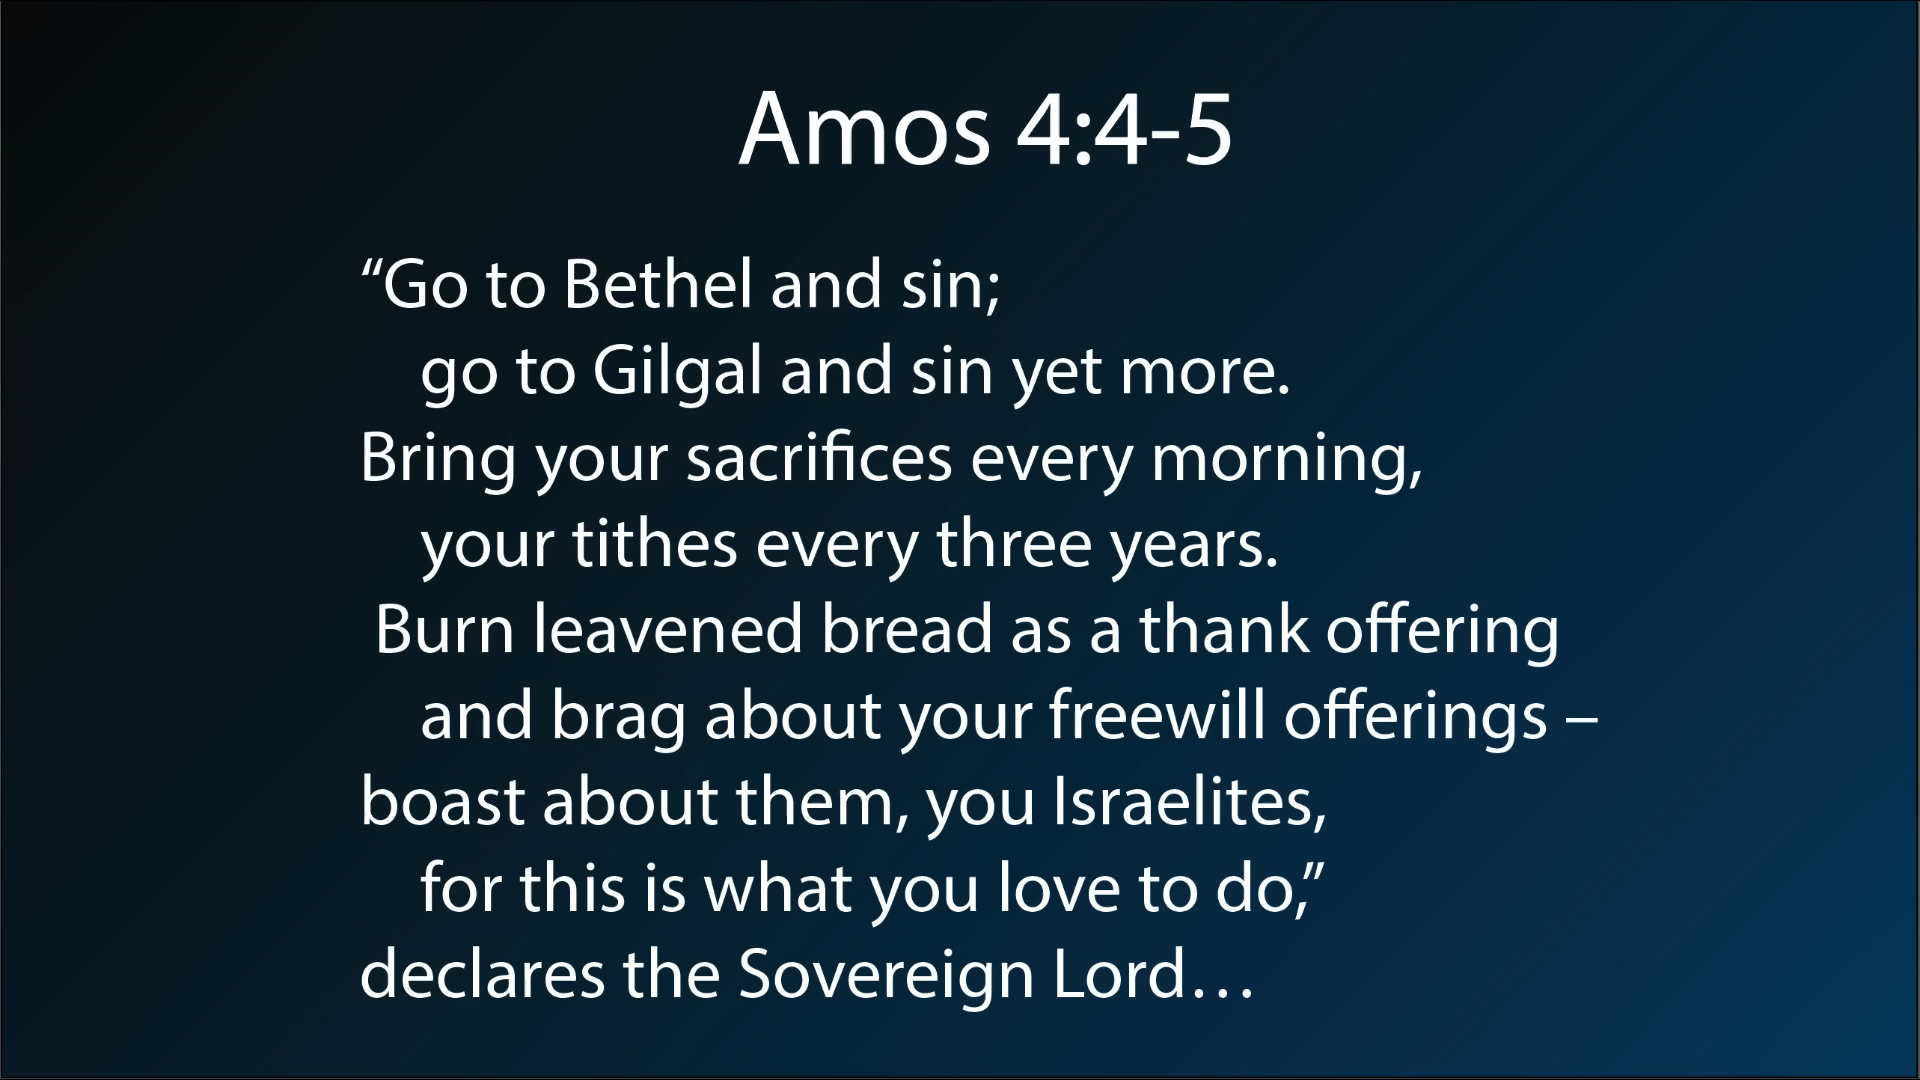 Amos 4:4-5
“Go to Bethel and sin;
go to Gilgal and sin yet more.
Bring your sacrifices every morning,
your tithes every three years.
Burn leavened bread as a thank offering
and brag about your freewill offerings –
boast about them, you Israelites,
for this is what you love to do,”
declares the Sovereign Lord…